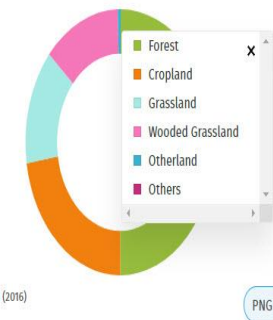 Forest
Cropland
Grassland
Wooded Grassland
Otherland
Others
(2016)
PNG